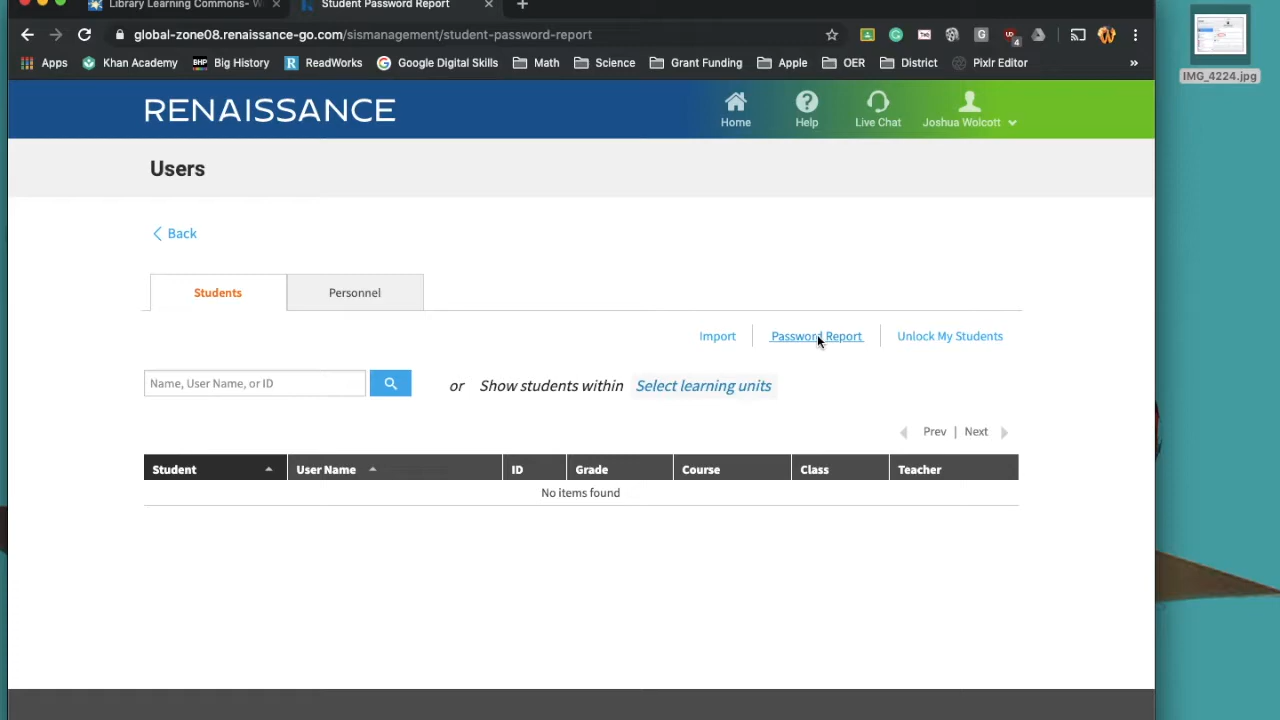 Library Learning Commons- W
Student Password Report
global-zone08.renaissance-go.com/sismanagement/student-password-report
4
IMG_4224.jpg
Apps Khan Academy BHP Big History R ReadWorks Google Digital Skills Math Science Grant Funding Apple OER District Pixlr Editor »
RENAISSANCE
Home Help Live Chat Joshua Wolcott
Users
Back
Students Personnel
Import Password Report Unlock My Students
Name, User Name, or ID or Show students within Select learning units
Prev | Next
Student User Name ID Grade Course Class Teacher
No items found